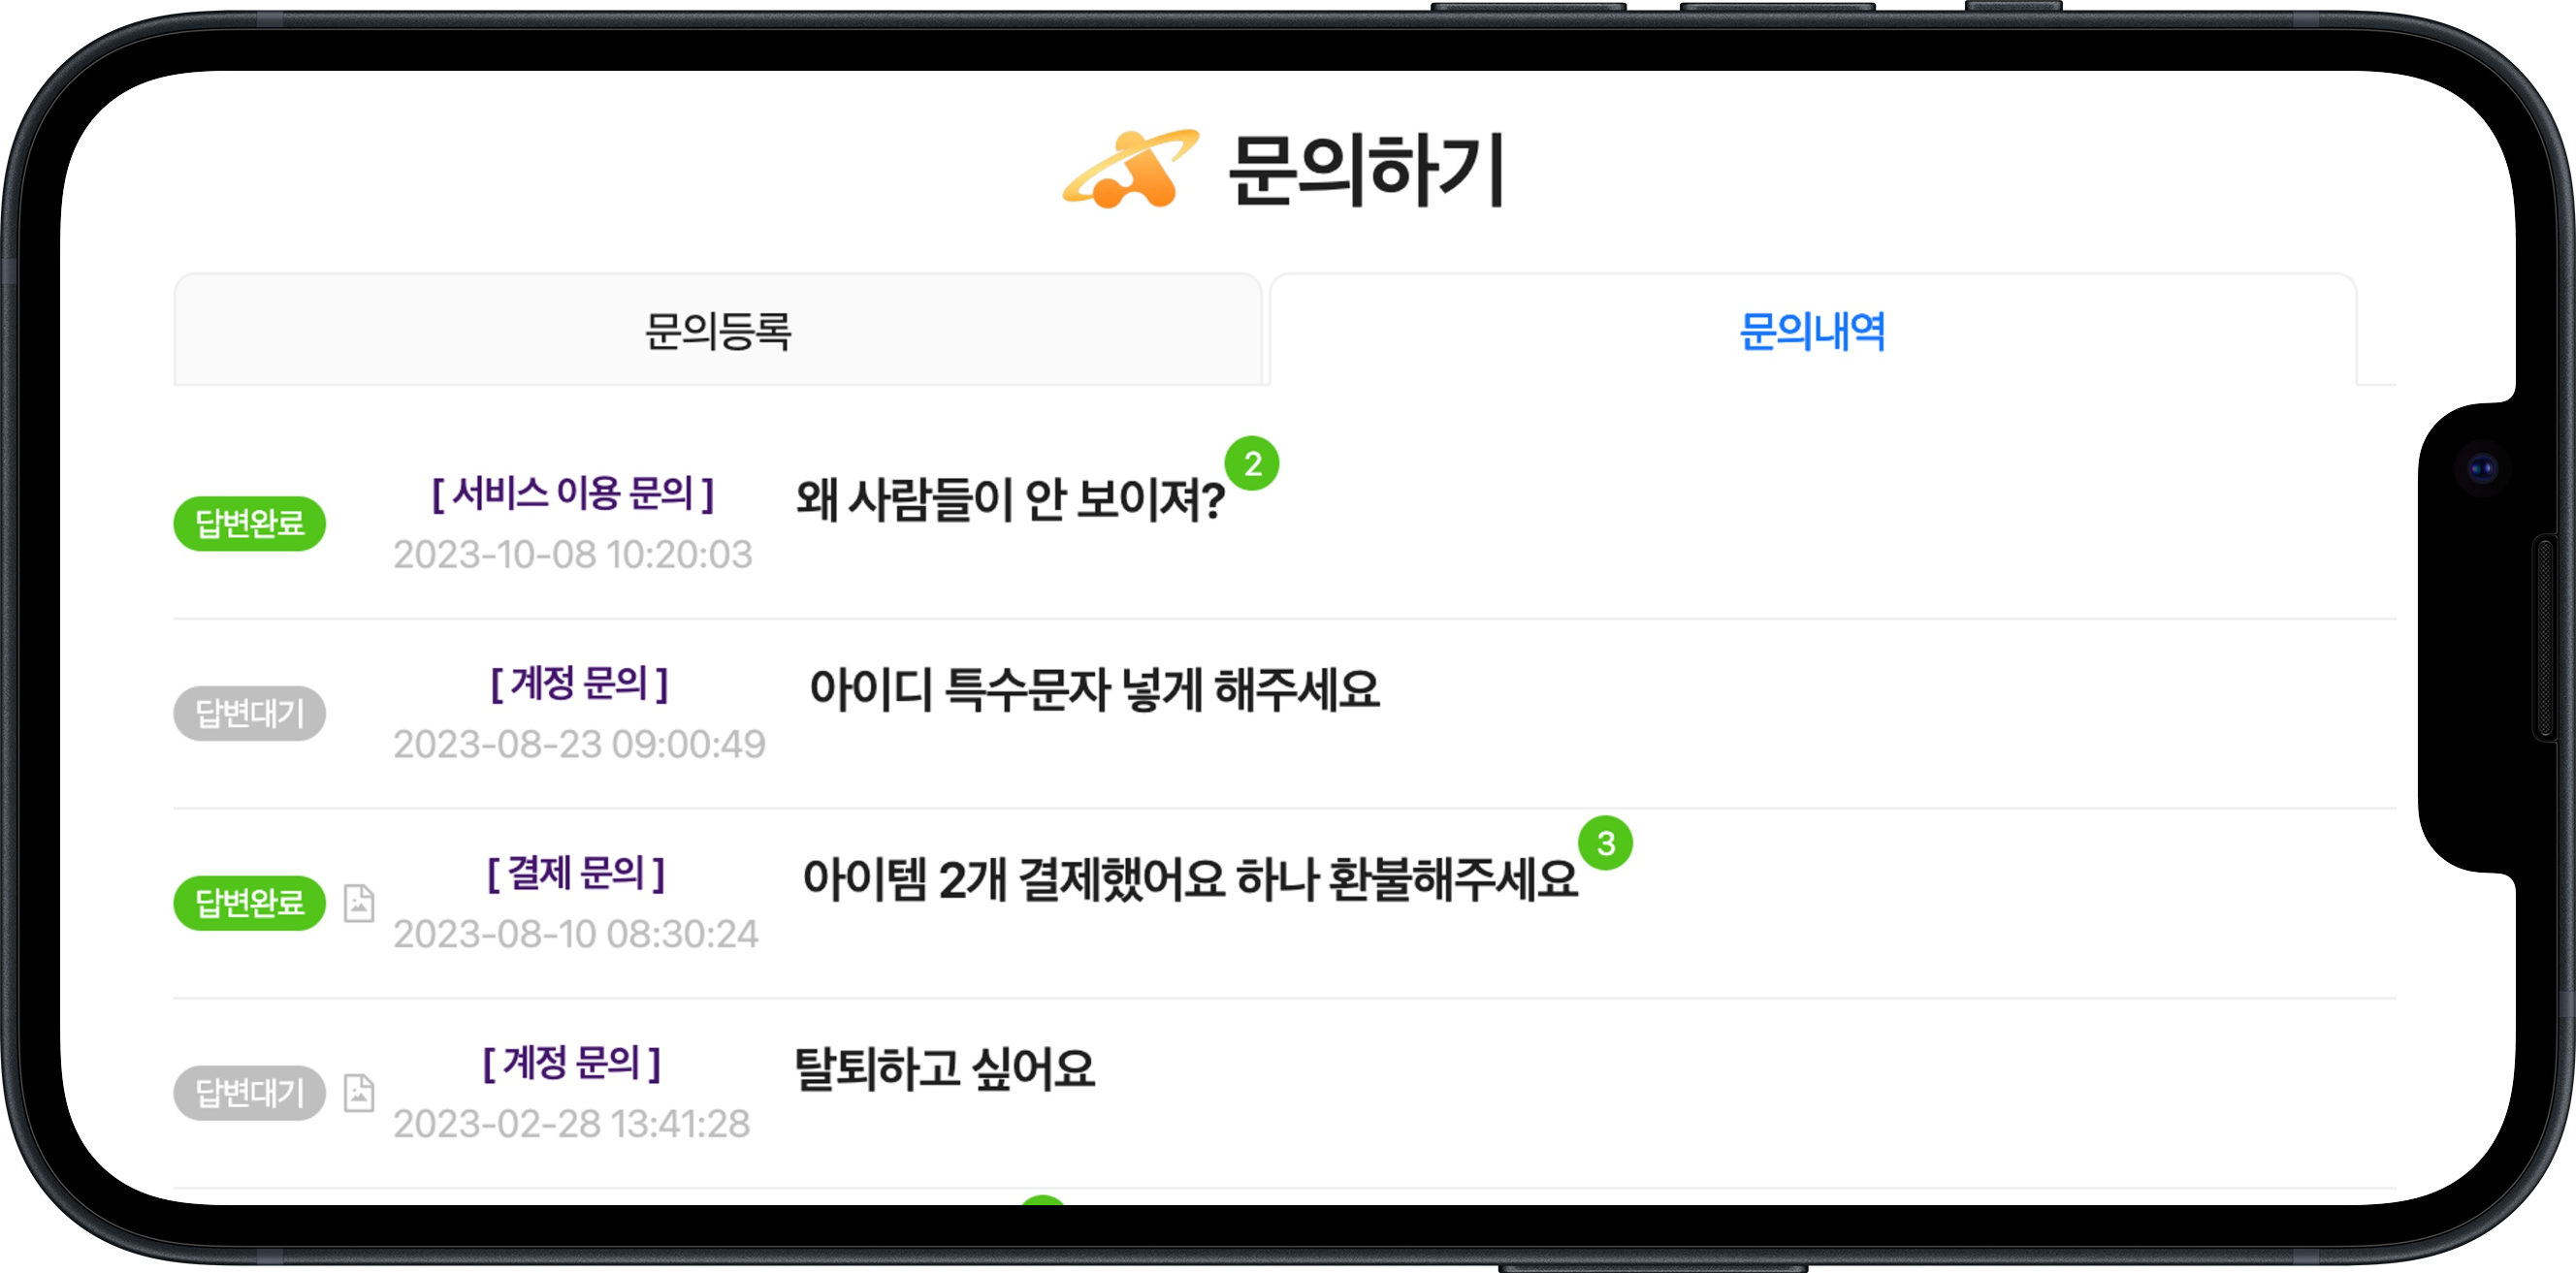 문의하기
문의등록
문의내역
답변완료
[ 서비스 이용 문의 ]
2023-10-08 10:20:03
왜 사람들이 안 보이져?
2
답변대기
[ 계정 문의 ]
2023-08-23 09:00:49
아이디 특수문자 넣게 해주세요
답변완료
[ 결제 문의 ]
2023-08-10 08:30:24
아이템 2개 결제했어요 하나 환불해주세요
3
답변대기
[ 계정 문의 ]
2023-02-28 13:41:28
탈퇴하고 싶어요